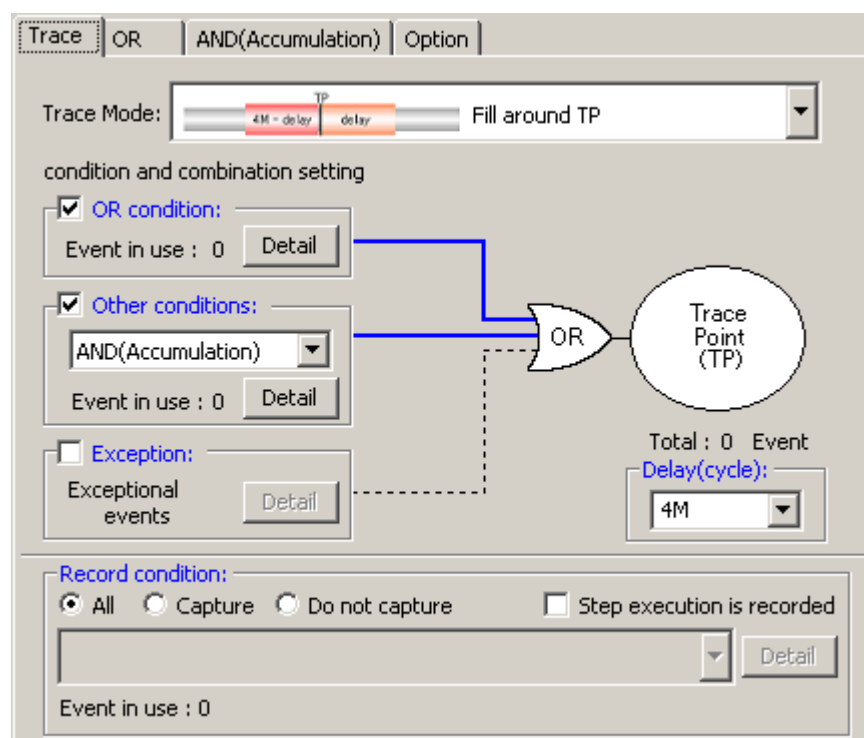 Trace OR AND(Accumulation) Option
Trace Mode: 4M - delay TP delay Fill around TP
condition and combination setting
OR condition:
Event in use : 0 Detail
Other conditions:
AND(Accumulation)
Event in use : 0 Detail
Exception:
Exceptional events Detail
OR
Trace Point (TP)
Total : 0 Event
Delay(cycle):
4M
Record condition:
All Capture Do not capture Step execution is recorded
Detail
Event in use : 0